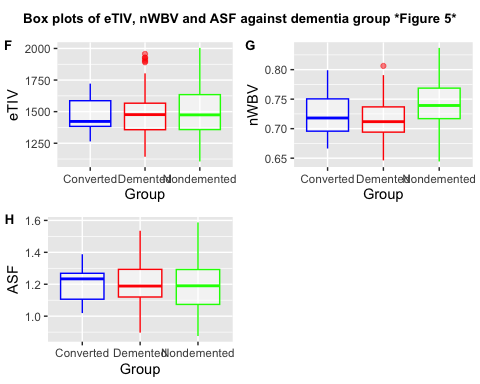 Box plots of eTIV, nWBV and ASF against dementia group *Figure 5*
F
eTIV
2000
1750
1500
1250
Converted Demented Nondemented
Group
G
nWBV
0.80
0.75
0.70
0.65
Converted Demented Nondemented
Group
H
ASF
1.6
1.4
1.2
1.0
Converted Demented Nondemented
Group